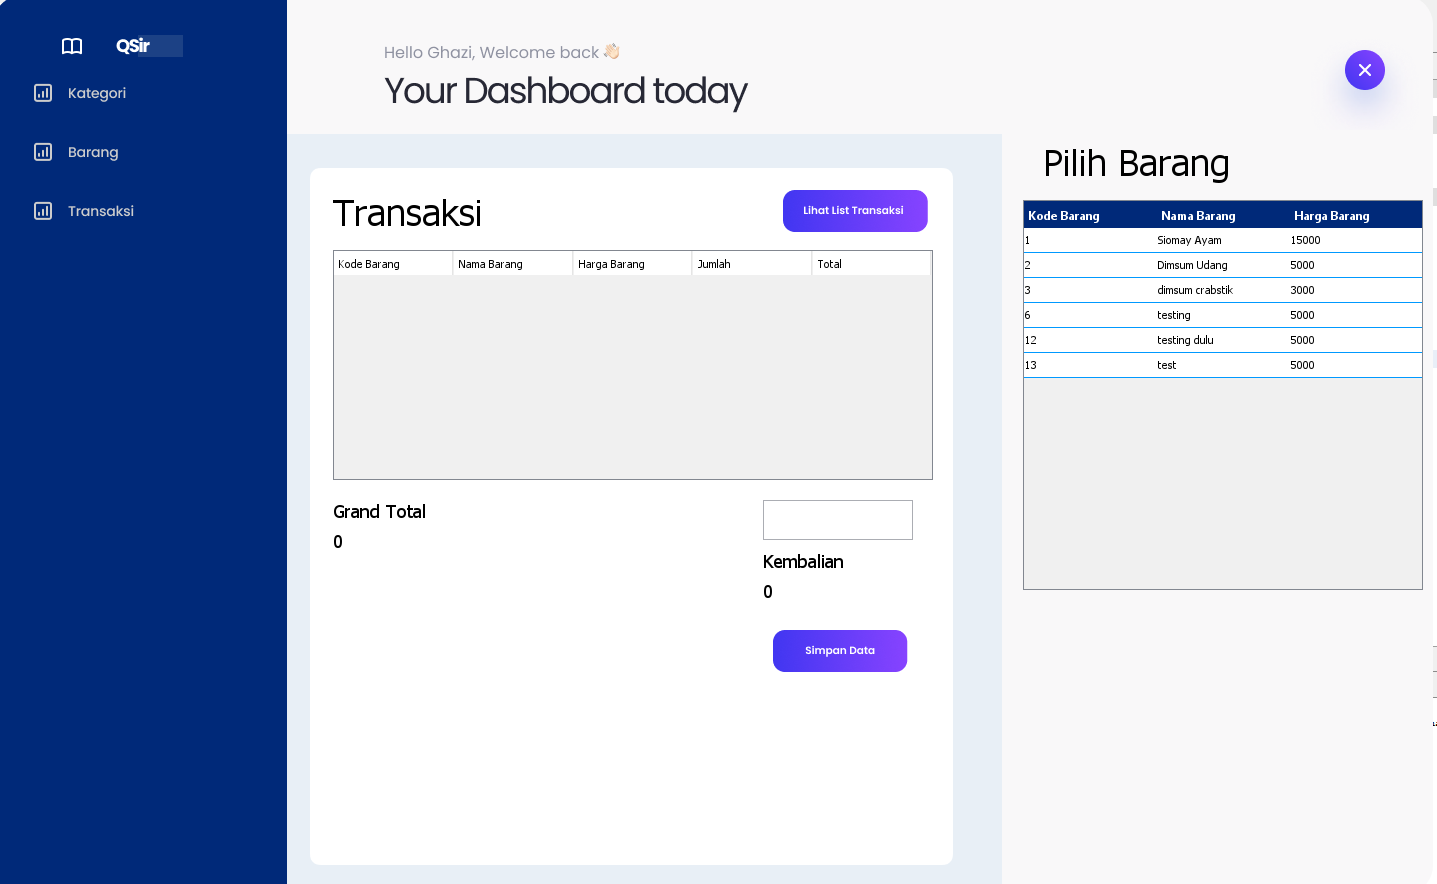 QSir
Kategori
Barang
Transaksi
Hello Ghazi, Welcome back 👋🏻
Your Dashboard today
Transaksi
Lihat List Transaksi
Kode Barang Nama Barang Harga Barang Jumlah Total
Grand Total
0
Kembalian
0
Simpan Data
Pilih Barang
Kode Barang Nama Barang Harga Barang
1 Siomay Ayam 15000
2 Dimsum Udang 5000
3 dimsum crabstik 3000
6 testing 5000
12 testing dulu 5000
13 test 5000